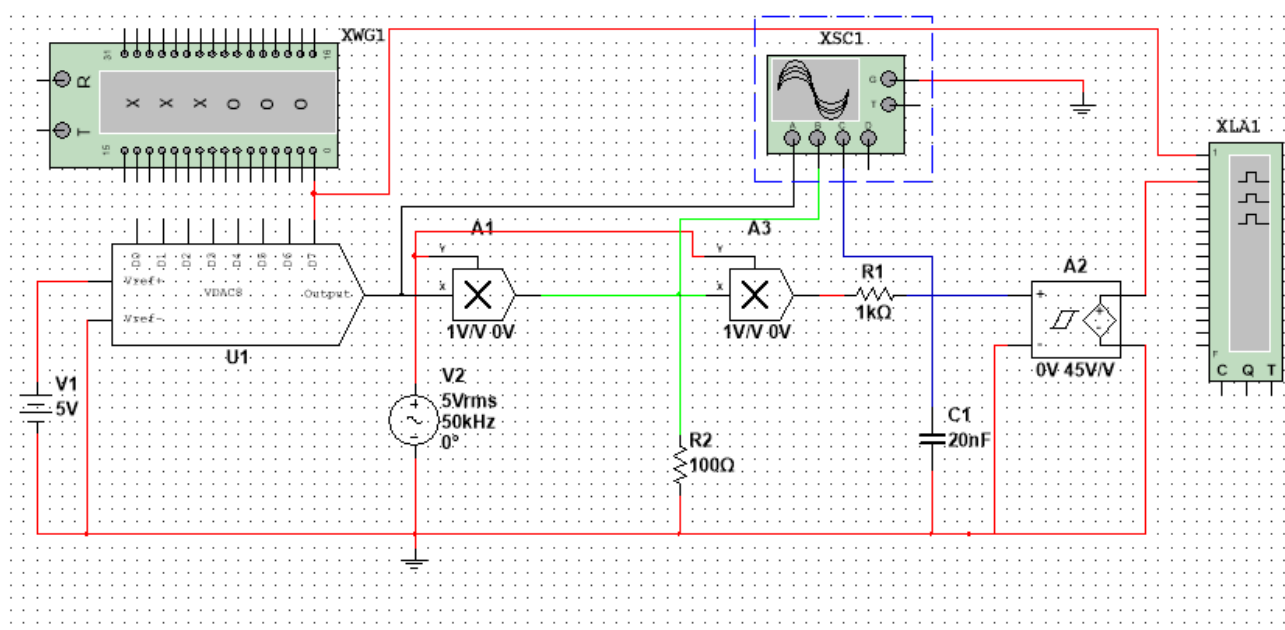 XWG1
31
16
R
X X X O O O
T
15
0
XSC1
G
T
A B C D
XLA1
1
F
C Q T
D0 D1 D2 D3 D4 D5 D6 D7
Vref+
VDAC8
Output
Vref-
U1
A1
Y
X
1V/V 0V
A3
Y
X
1V/V 0V
R1
1kΩ
A2
+
-
0V 45V/V
V1
5V
V2
5Vrms
50kHz
0°
R2
100Ω
C1
20nF